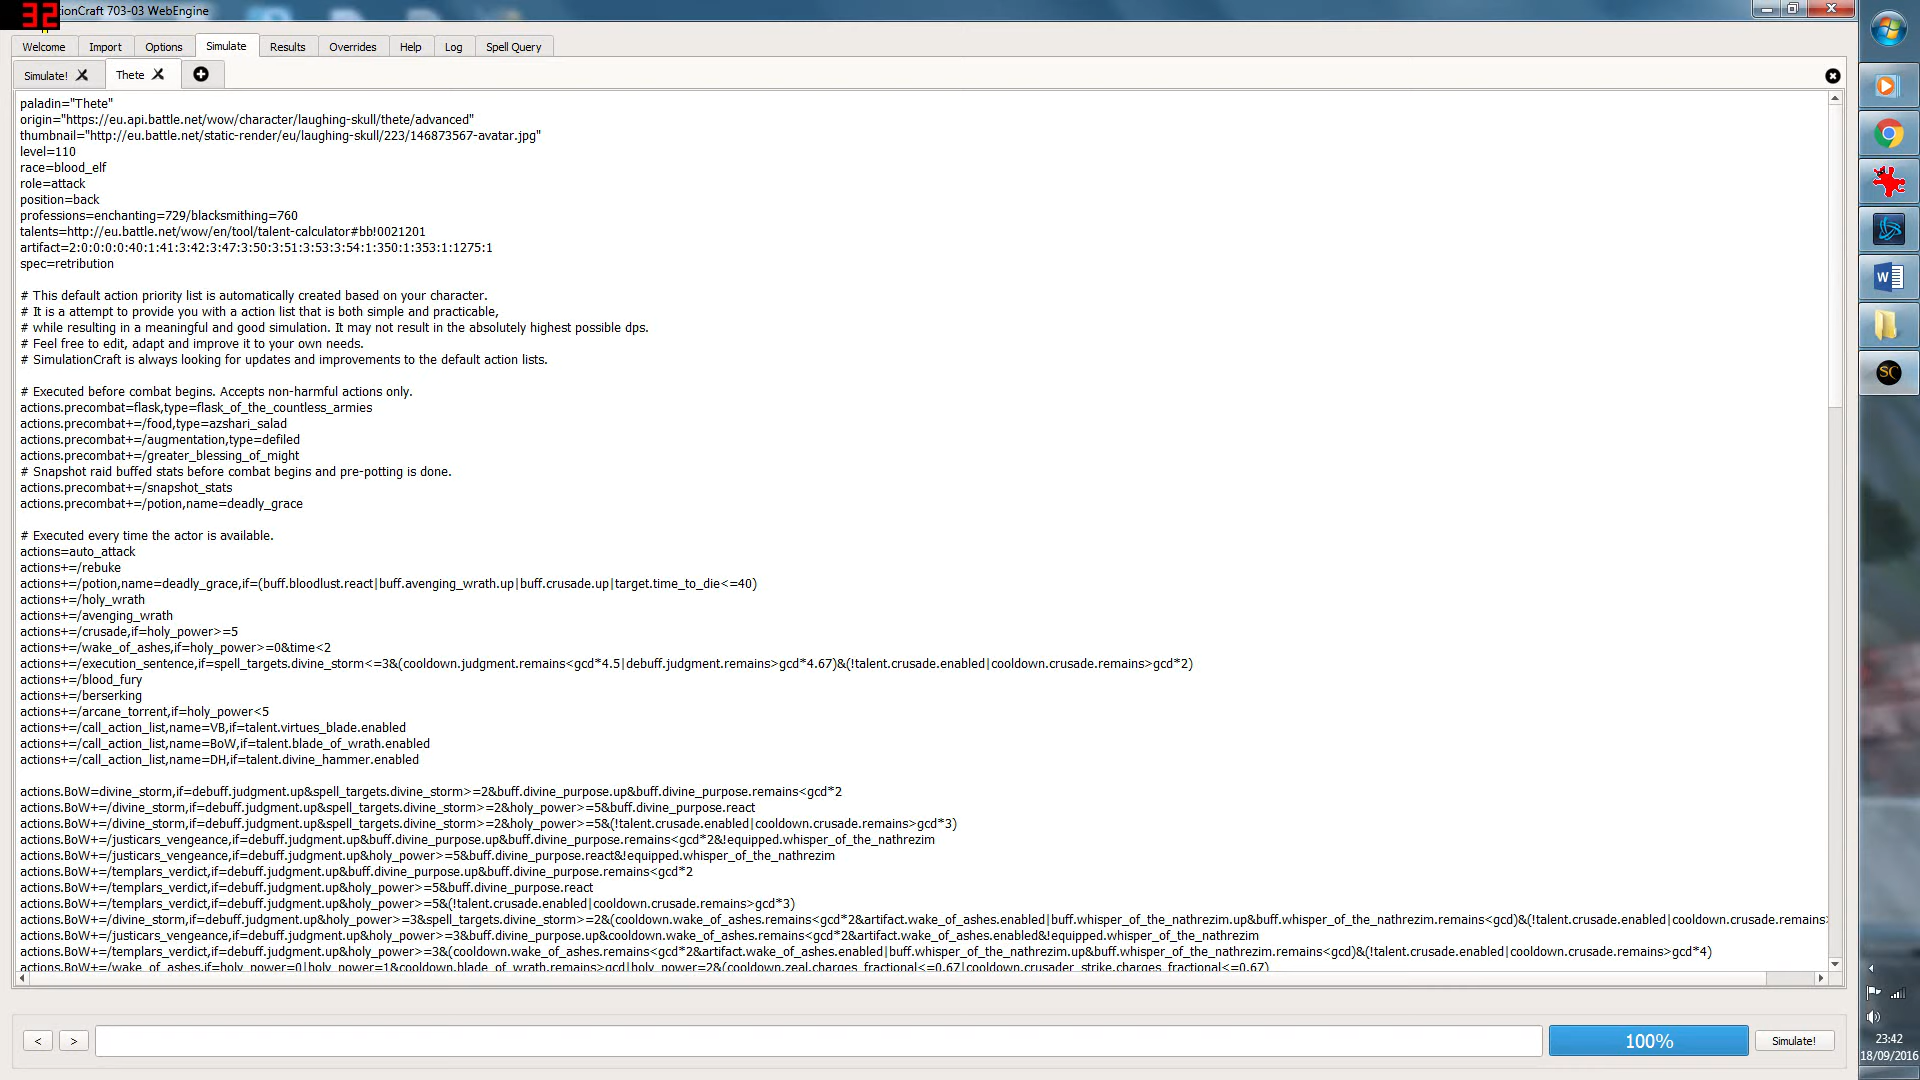 32
ionCraft 703-03 WebEngine
Welcome Import Options Simulate Results Overrides Help Log Spell Query
Simulate! Thete
paladin="Thete"
origin="https://eu.api.battle.net/wow/character/laughing-skull/thete/advanced"
thumbnail="http://eu.battle.net/static-render/eu/laughing-skull/223/146873567-avatar.jpg"
level=110
race=blood_elf
role=attack
position=back
professions=enchanting=729/blacksmithing=760
talents=http://eu.battle.net/wow/en/tool/talent-calculator#bb!0021201
artifact=2:0:0:0:0:40:1:41:3:42:3:47:3:50:3:51:3:53:3:54:1:350:1:353:1:1275:1
spec=retribution
# This default action priority list is automatically created based on your character.
# It is a attempt to provide you with a action list that is both simple and practicable,
# while resulting in a meaningful and good simulation. It may not result in the absolutely highest possible dps.
# Feel free to edit, adapt and improve it to your own needs.
# SimulationCraft is always looking for updates and improvements to the default action lists.
# Executed before combat begins. Accepts non-harmful actions only.
actions.precombat=flask,type=flask_of_the_countless_armies
actions.precombat+=/food,type=azshari_salad
actions.precombat+=/augmentation,type=defiled
actions.precombat+=/greater_blessing_of_might
# Snapshot raid buffed stats before combat begins and pre-potting is done.
actions.precombat+=/snapshot_stats
actions.precombat+=/potion,name=deadly_grace
# Executed every time the actor is available.
actions=auto_attack
actions+=/rebuke
actions+=/potion,name=deadly_grace,if=(buff.bloodlust.react|buff.avenging_wrath.up|buff.crusade.up|target.time_to_die<=40)
actions+=/holy_wrath
actions+=/avenging_wrath
actions+=/crusade,if=holy_power>=5
actions+=/wake_of_ashes,if=holy_power>=0&time<2
actions+=/execution_sentence,if=spell_targets.divine_storm<=3&(cooldown.judgment.remains<gcd*4.5|debuff.judgment.remains>gcd*4.67)&(!talent.crusade.enabled|cooldown.crusade.remains>gcd*2)
actions+=/blood_fury
actions+=/berserking
actions+=/arcane_torrent,if=holy_power<5
actions+=/call_action_list,name=VB,if=talent.virtues_blade.enabled
actions+=/call_action_list,name=BoW,if=talent.blade_of_wrath.enabled
actions+=/call_action_list,name=DH,if=talent.divine_hammer.enabled
actions.BoW=divine_storm,if=debuff.judgment.up&spell_targets.divine_storm>=2&buff.divine_purpose.up&buff.divine_purpose.remains<gcd*2
actions.BoW+=/divine_storm,if=debuff.judgment.up&spell_targets.divine_storm>=2&holy_power>=5&buff.divine_purpose.react
actions.BoW+=/divine_storm,if=debuff.judgment.up&spell_targets.divine_storm>=2&holy_power>=5&(!talent.crusade.enabled|cooldown.crusade.remains>gcd*3)
actions.BoW+=/justicars_vengeance,if=debuff.judgment.up&buff.divine_purpose.up&buff.divine_purpose.remains<gcd*2&!equipped.whisper_of_the_nathrezim
actions.BoW+=/justicars_vengeance,if=debuff.judgment.up&holy_power>=5&buff.divine_purpose.react&!equipped.whisper_of_the_nathrezim
actions.BoW+=/templars_verdict,if=debuff.judgment.up&buff.divine_purpose.up&buff.divine_purpose.remains<gcd*2
actions.BoW+=/templars_verdict,if=debuff.judgment.up&holy_power>=5&buff.divine_purpose.react
actions.BoW+=/templars_verdict,if=debuff.judgment.up&holy_power>=5&(!talent.crusade.enabled|cooldown.crusade.remains>gcd*3)
actions.BoW+=/divine_storm,if=debuff.judgment.up&holy_power>=3&spell_targets.divine_storm>=2&(cooldown.wake_of_ashes.remains<gcd*2&artifact.wake_of_ashes.enabled|buff.whisper_of_the_nathrezim.up&buff.whisper_of_the_nathrezim.remains<gcd)&(!talent.crusade.enabled|cooldown.crusade.remains>
actions.BoW+=/justicars_vengeance,if=debuff.judgment.up&holy_power>=3&buff.divine_purpose.up&cooldown.wake_of_ashes.remains<gcd*2&artifact.wake_of_ashes.enabled&!equipped.whisper_of_the_nathrezim
actions.BoW+=/templars_verdict,if=debuff.judgment.up&holy_power>=3&(cooldown.wake_of_ashes.remains<gcd*2&artifact.wake_of_ashes.enabled|buff.whisper_of_the_nathrezim.up&buff.whisper_of_the_nathrezim.remains<gcd)&(!talent.crusade.enabled|cooldown.crusade.remains>gcd*4)
actions.BoW+=/wake_of_ashes,if=holy_power=0|holy_power=1&cooldown.blade_of_wrath.remains>gcd|holy_power=2&(cooldown.zeal.charges_fractional<=0.67|cooldown.crusader_strike.charges_fractional<=0.67)
< > 100% Simulate!
W
SC
23:42
18/09/2016